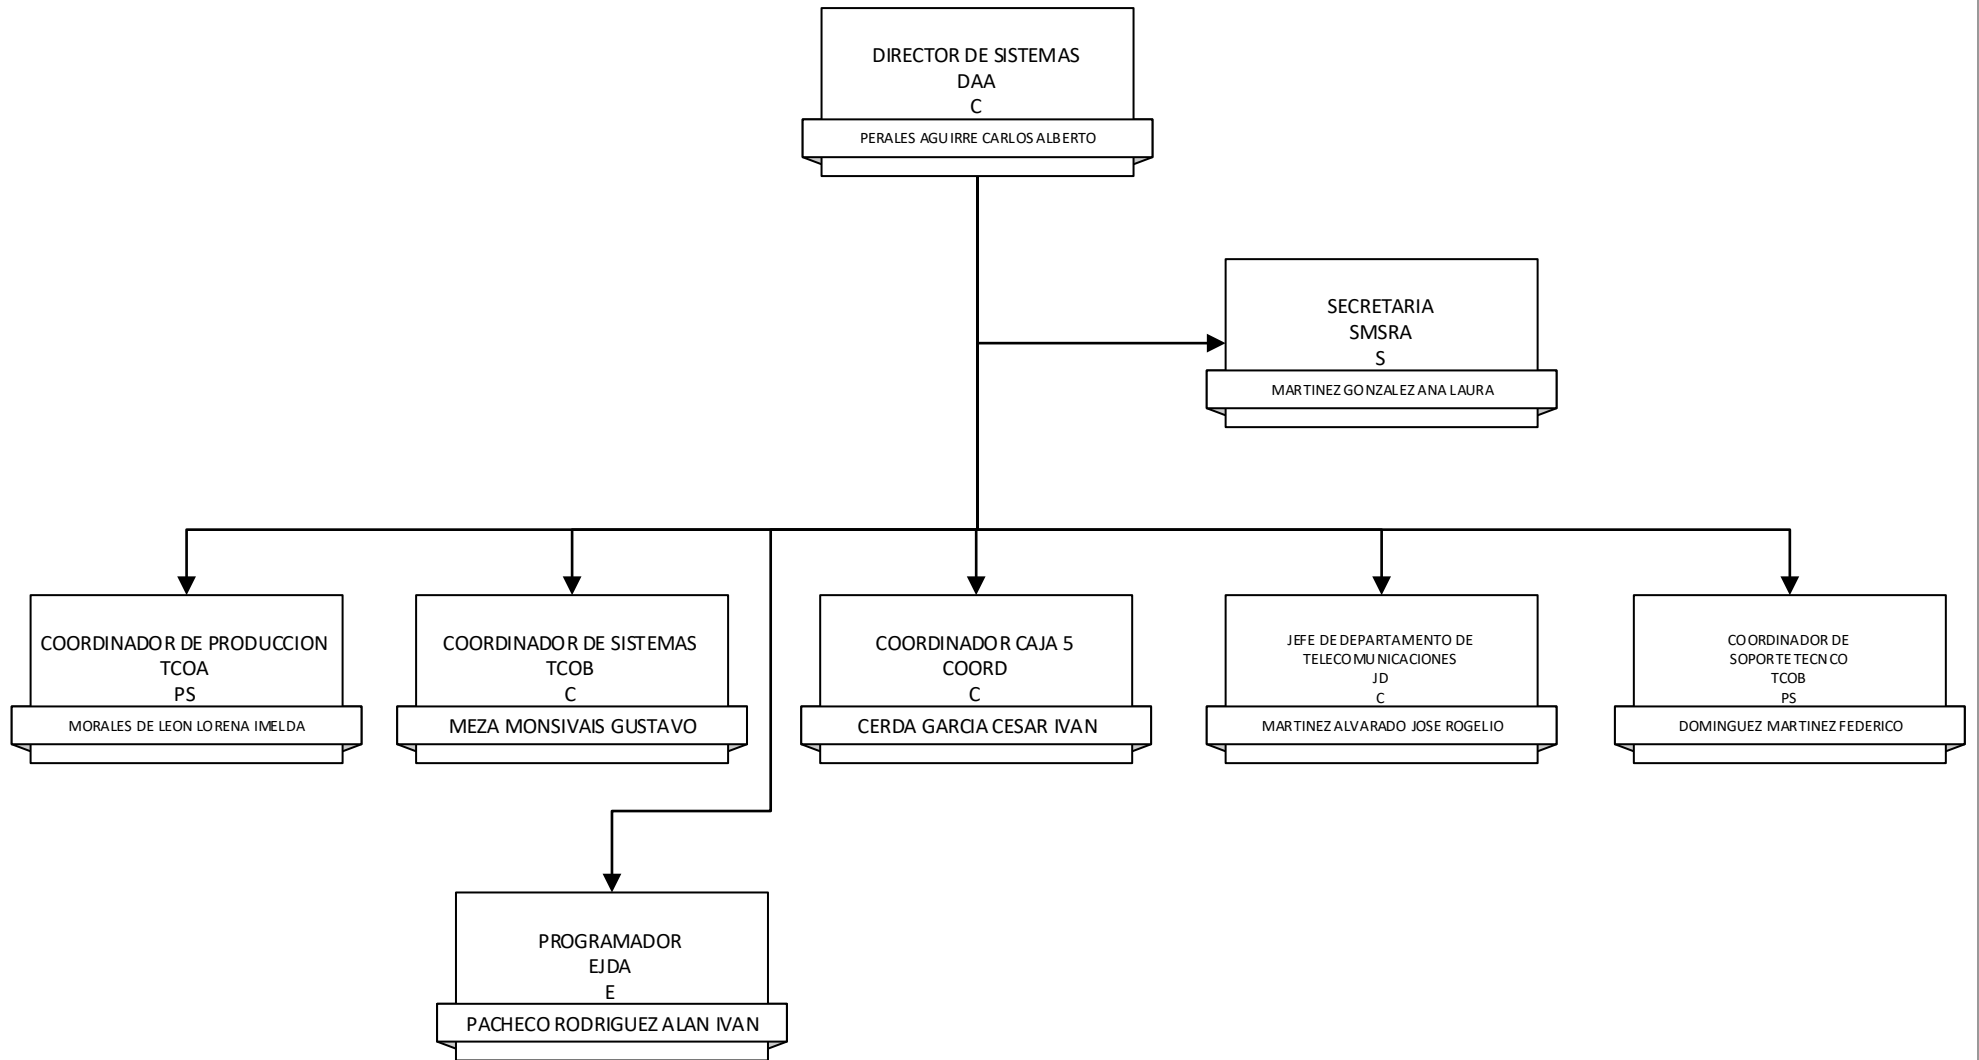 DIRECTOR DE SISTEMAS
DAA
C
PERALES AGUIRRE CARLOS ALBERTO
SECRETARIA
SMSRA
S
MARTINEZ GONZALEZ ANA LAURA
COORDINADOR DE PRODUCCION
TCOA
PS
MORALES DE LEON LORENA IMELDA
COORDINADOR DE SISTEMAS
TCOB
C
MEZA MONSIVAIS GUSTAVO
COORDINADOR CAJA 5
COORD
C
CERDA GARCIA CESAR IVAN
JEFE DE DEPARTAMENTO DE
TELECOMUNICACIONES
JD
C
MARTINEZ ALVARADO JOSE ROGELIO
COORDINADOR DE
SOPORTE TECNCO
TCOB
PS
DOMINGUEZ MARTINEZ FEDERICO
PROGRAMADOR
EJDA
E
PACHECO RODRIGUEZ ALAN IVAN